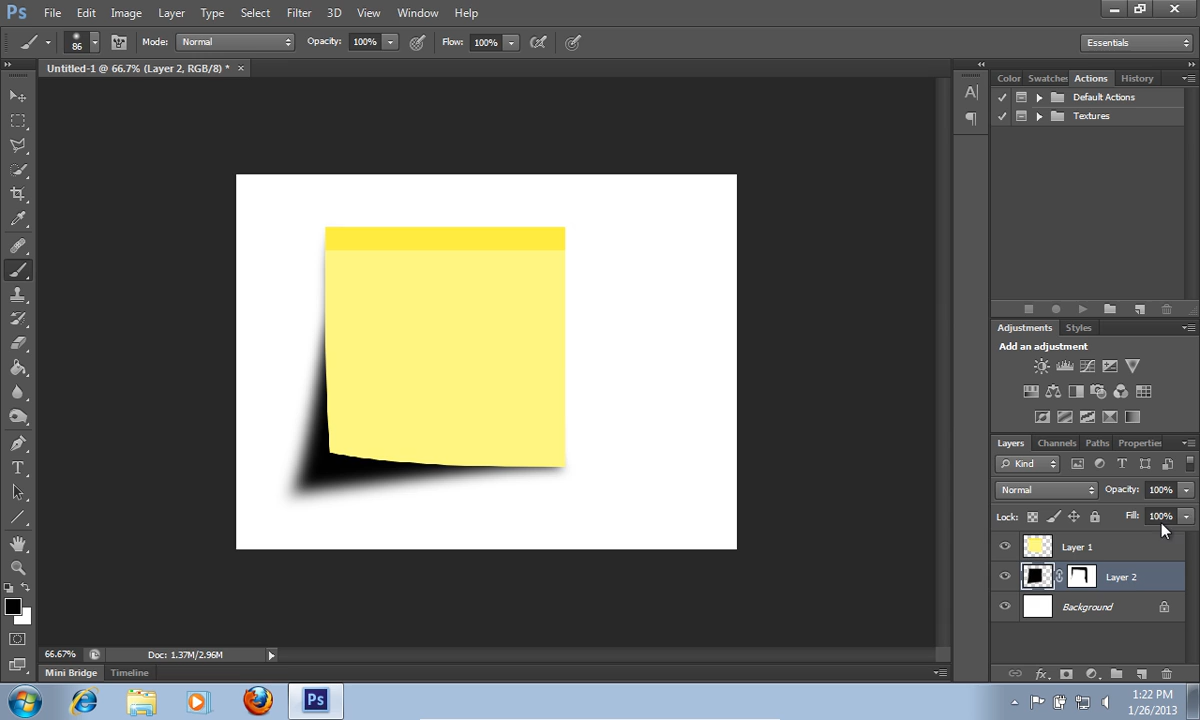 Ps File Edit Image Layer Type Select Filter 3D View Window Help
86 Mode: Normal Opacity: 100% Flow: 100% Essentials
Untitled-1 @ 66.7% (Layer 2, RGB/8) * ×
Color Swatches Actions History
Default Actions
Textures
Adjustments Styles
Add an adjustment
Layers Channels Paths Properties
Kind
Normal Opacity: 100%
Lock: Fill: 100%
Layer 1
Layer 2
Background
66.67% Doc: 1.37M/2.96M
Mini Bridge Timeline
Ps 1:22 PM
1/26/2013